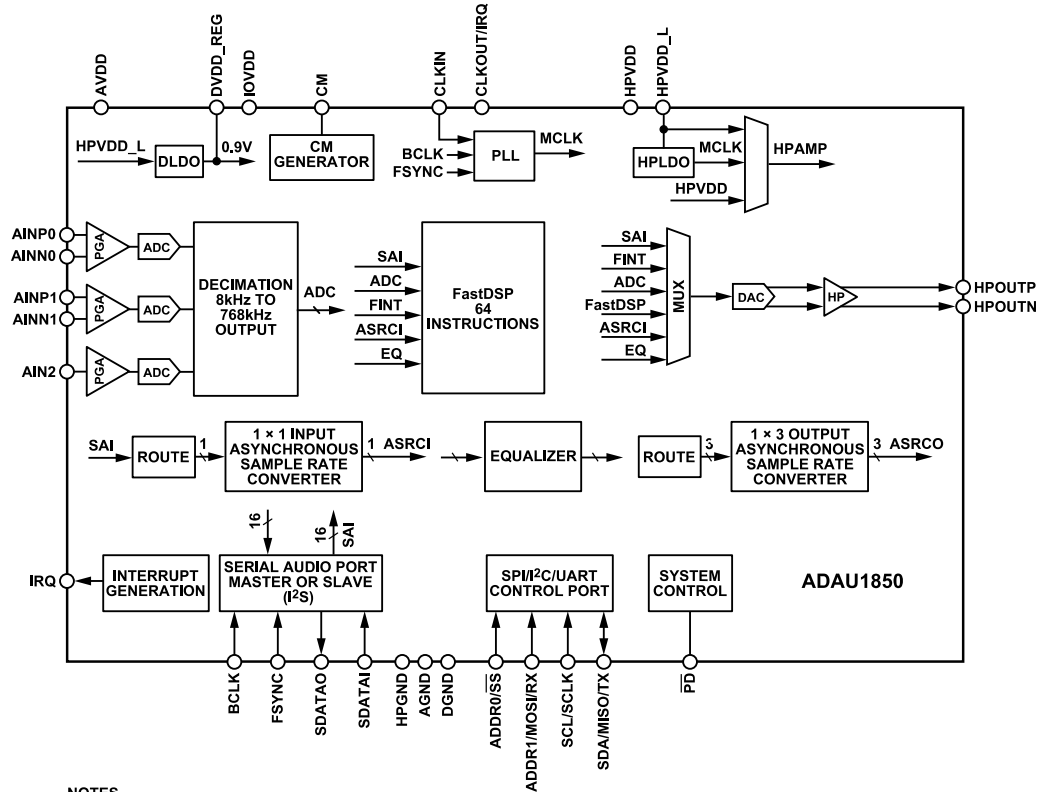 AVDD
DVDD_REG
IOVDD
CM
CLKIN
CLKOUT/IRQ
HPVDD
HPVDD_L
HPVDD_L
DLDO
0.9V
CM
GENERATOR
BCLK
FSYNC
PLL
MCLK
HPLDO
MCLK
HPVDD
HPAMP
AINP0
AINN0
PGA
ADC
AINP1
AINN1
PGA
ADC
AIN2
PGA
ADC
DECIMATION
8kHz TO
768kHz
OUTPUT
ADC
SAI
ADC
FINT
ASRCI
EQ
FastDSP
64
INSTRUCTIONS
SAI
FINT
ADC
FastDSP
ASRCI
EQ
MUX
DAC
HP
HPOUTP
HPOUTN
SAI
ROUTE
1
1 × 1 INPUT
ASYNCHRONOUS
SAMPLE RATE
CONVERTER
1 ASRCI
EQUALIZER
ROUTE
3
1 × 3 OUTPUT
ASYNCHRONOUS
SAMPLE RATE
CONVERTER
3 ASRCO
IRQ
INTERRUPT
GENERATION
16
16
SAI
SERIAL AUDIO PORT
MASTER OR SLAVE
(I²S)
SPI/I²C/UART
CONTROL PORT
SYSTEM
CONTROL
ADAU1850
BCLK
FSYNC
SDATAO
SDATAI
HPGND
AGND
DGND
ADDR0/S̅S̅
ADDR1/MOSI/RX
SCL/SCLK
SDA/MISO/TX
P̅D̅
NOTES